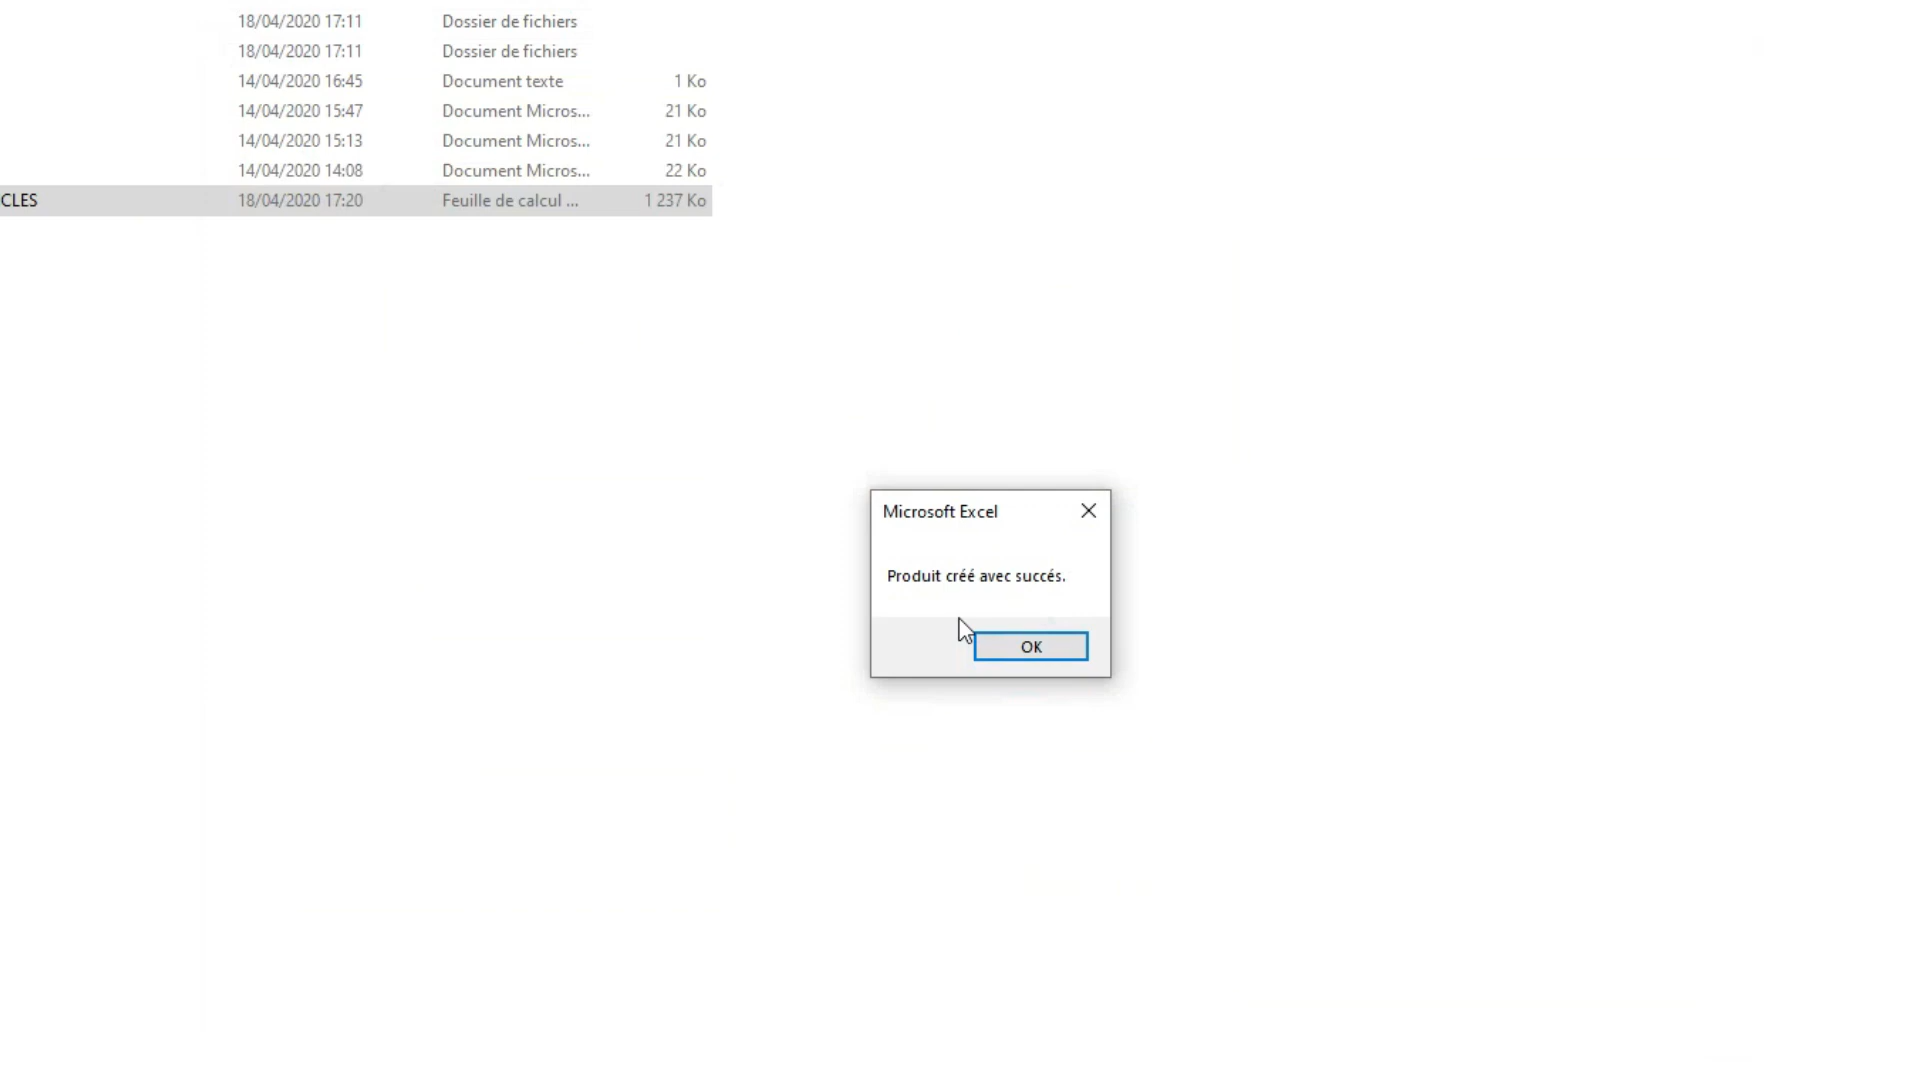 18/04/2020 17:11 Dossier de fichiers
18/04/2020 17:11 Dossier de fichiers
14/04/2020 16:45 Document texte 1 Ko
14/04/2020 15:47 Document Micros... 21 Ko
14/04/2020 15:13 Document Micros... 21 Ko
14/04/2020 14:08 Document Micros... 22 Ko
CLES 18/04/2020 17:20 Feuille de calcul ... 1 237 Ko
Microsoft Excel
Produit créé avec succés.
OK